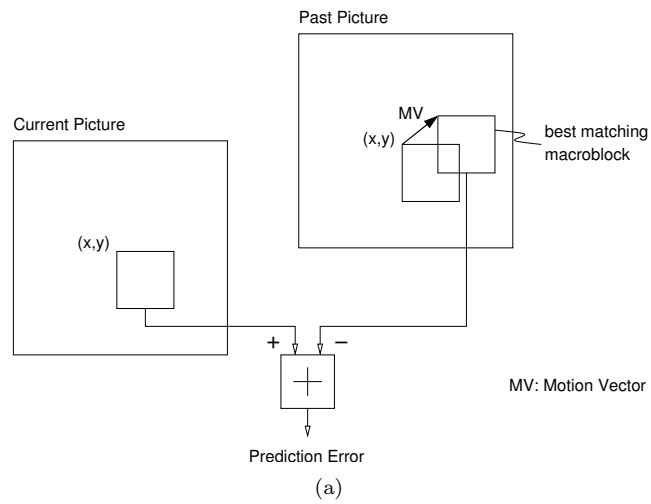 Past Picture
MV
(x,y)
best matching
macroblock
Current Picture
(x,y)
+
−
MV: Motion Vector
Prediction Error
(a)